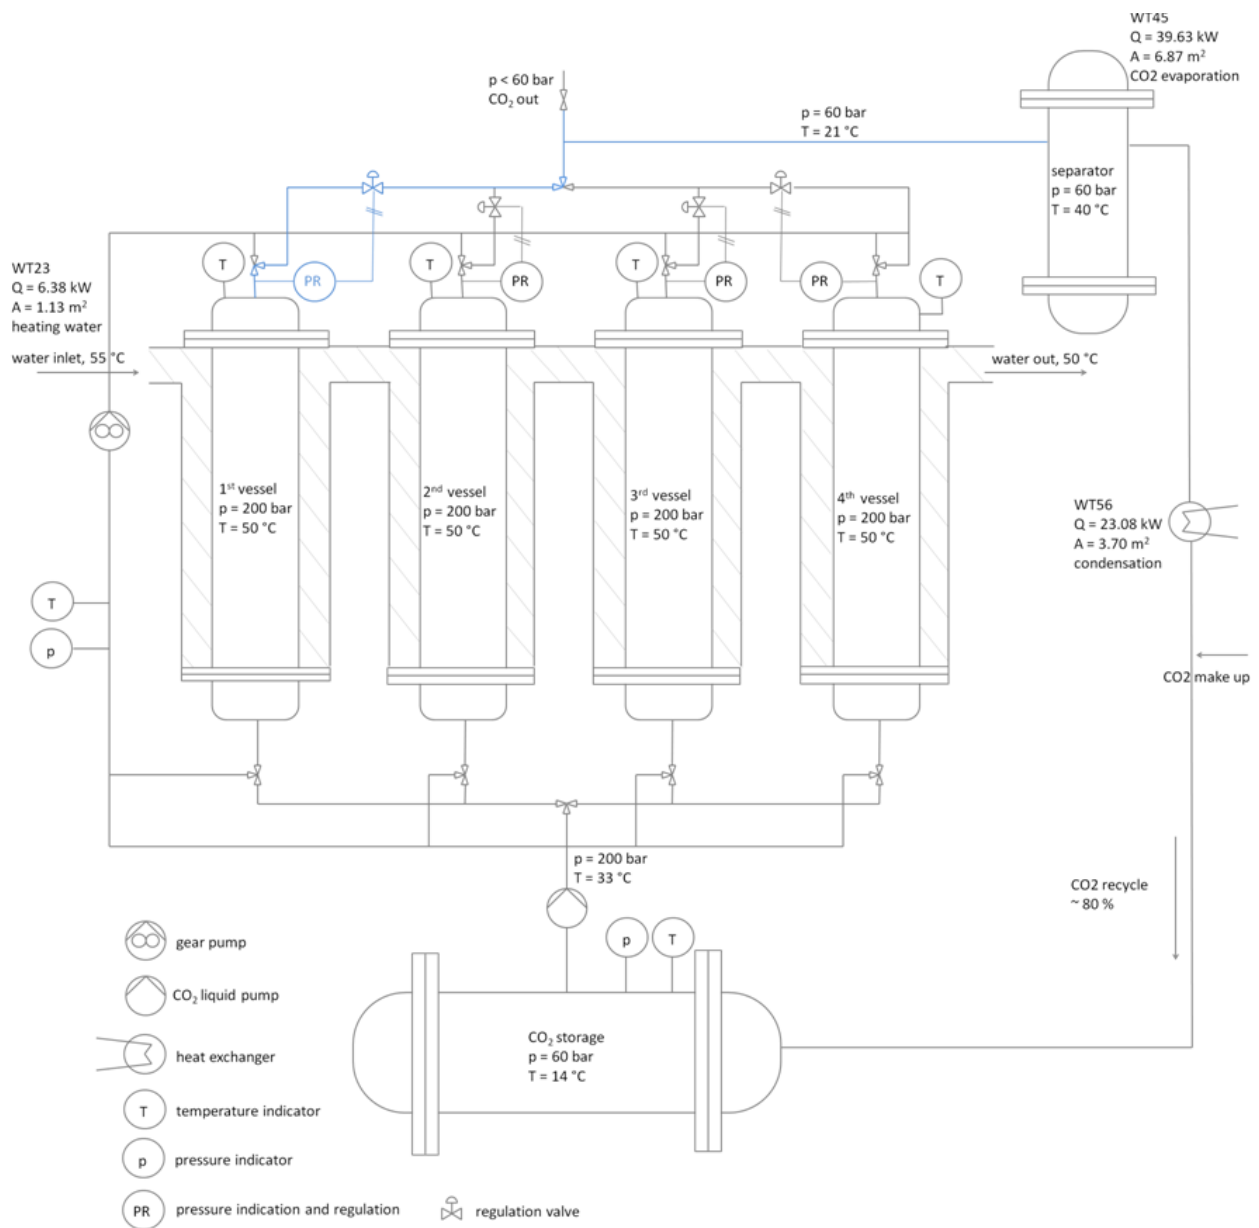 WT45
Q = 39.63 kW
A = 6.87 m²
CO2 evaporation
p < 60 bar
CO₂ out
p = 60 bar
T = 21 °C
separator
p = 60 bar
T = 40 °C
WT23
Q = 6.38 kW
A = 1.13 m²
heating water
water inlet, 55 °C
T
PR
T
PR
T
PR
PR
T
water out, 50 °C
1st vessel
p = 200 bar
T = 50 °C
2nd vessel
p = 200 bar
T = 50 °C
3rd vessel
p = 200 bar
T = 50 °C
4th vessel
p = 200 bar
T = 50 °C
WT56
Q = 23.08 kW
A = 3.70 m²
condensation
T
p
CO2 make up
p = 200 bar
T = 33 °C
CO2 recycle
~ 80 %
p
T
CO₂ storage
p = 60 bar
T = 14 °C
gear pump
CO₂ liquid pump
heat exchanger
T
temperature indicator
p
pressure indicator
PR
pressure indication and regulation
regulation valve